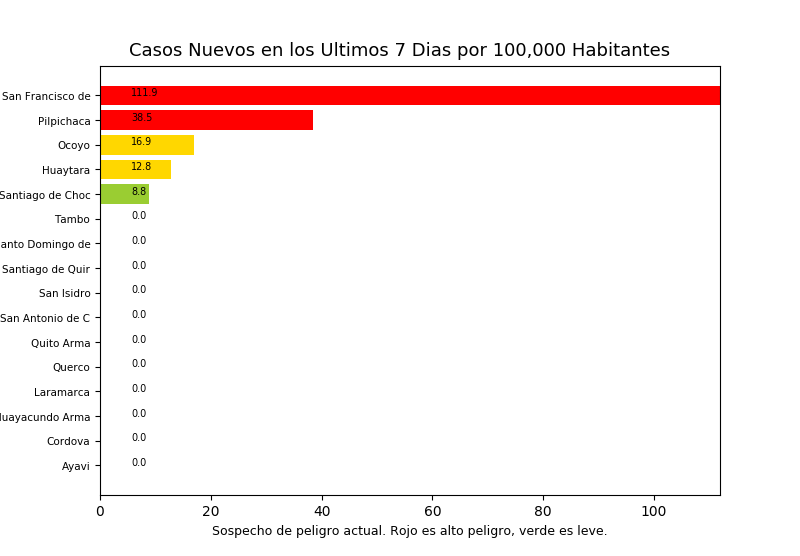 Casos Nuevos en los Ultimos 7 Dias por 100,000 Habitantes
San Francisco de 111.9
Pilpichaca 38.5
Ocoyo 16.9
Huaytara 12.8
Santiago de Choc 8.8
Tambo 0.0
anto Domingo de 0.0
Santiago de Quir 0.0
San Isidro 0.0
San Antonio de C 0.0
Quito Arma 0.0
Querco 0.0
Laramarca 0.0
Huayacundo Arma 0.0
Cordova 0.0
Ayavi 0.0
0 20 40 60 80 100
Sospecho de peligro actual. Rojo es alto peligro, verde es leve.